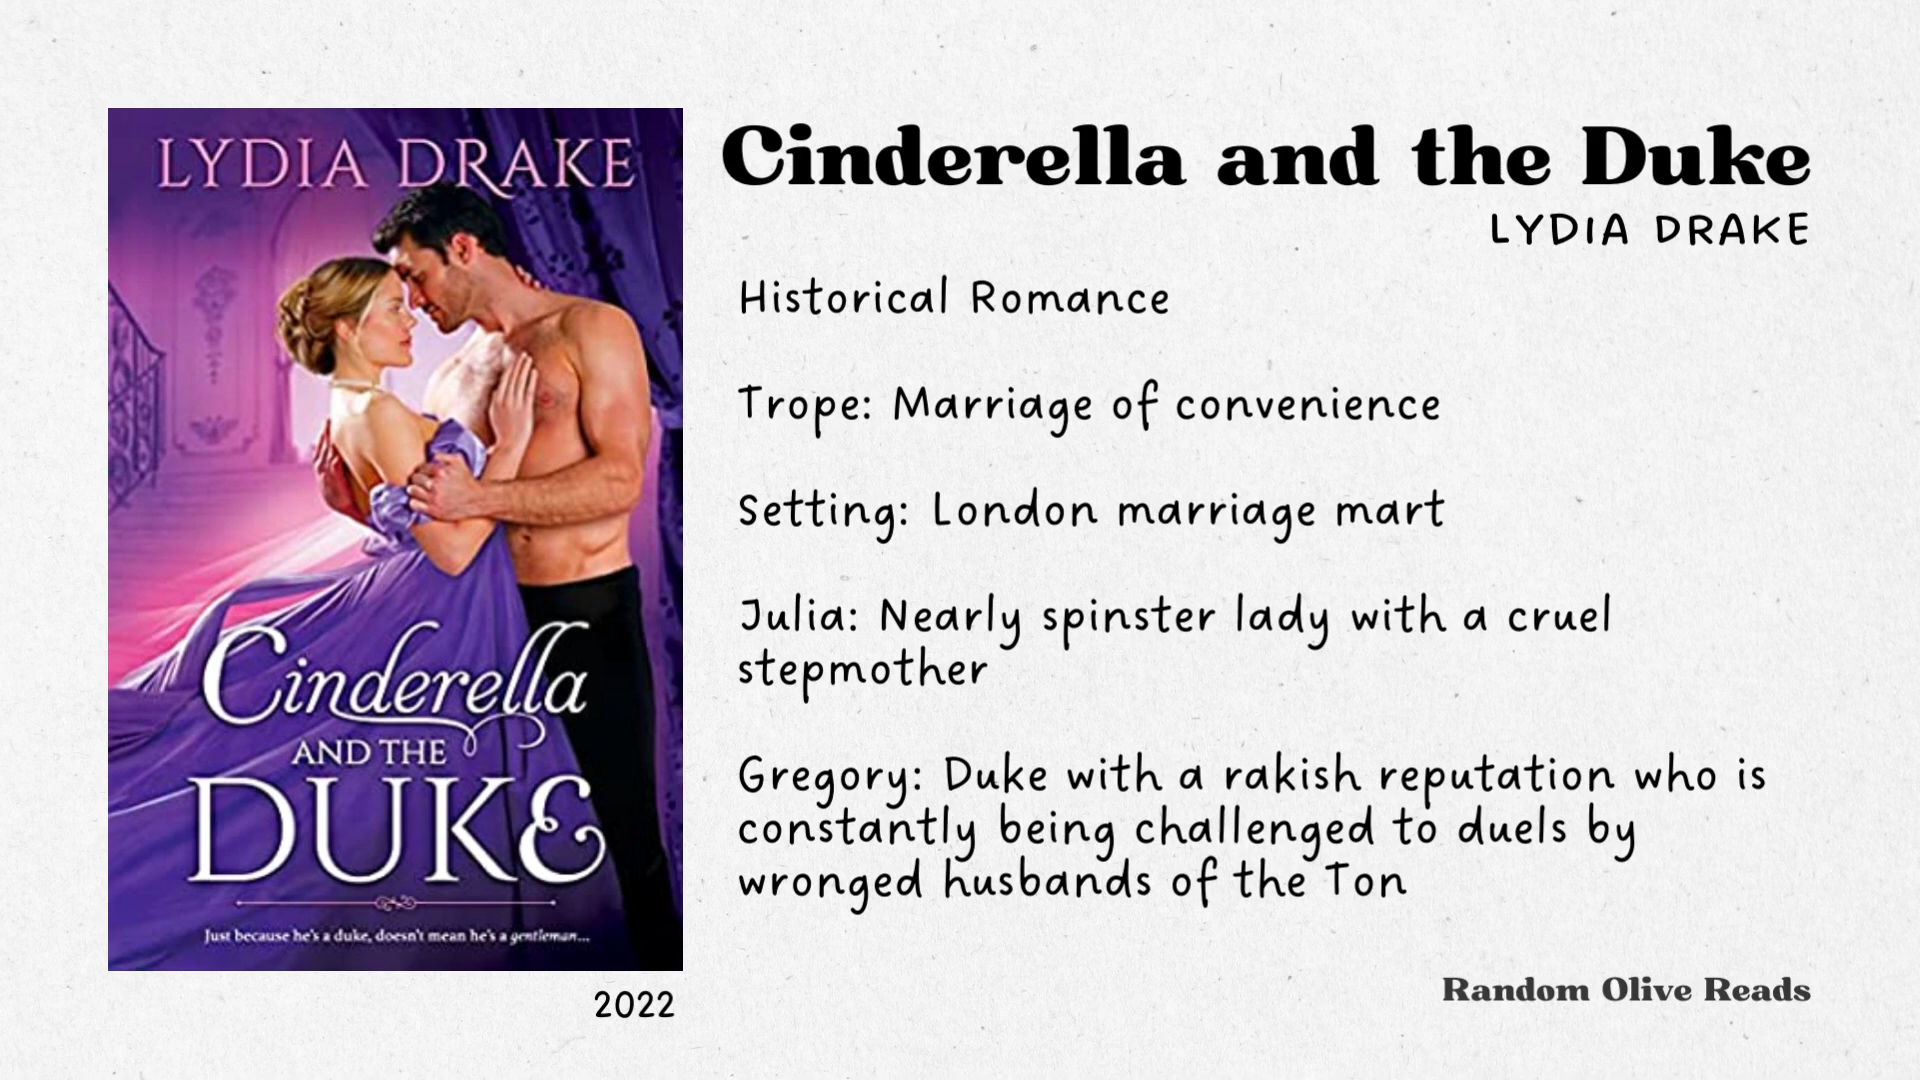 LYDIA DRAKE
Cinderella
AND THE
DUKE
Just because he's a duke, doesn't mean he's a gentleman...
2022
Cinderella and the Duke
LYDIA DRAKE
Historical Romance
Trope: Marriage of convenience
Setting: London marriage mart
Julia: Nearly spinster lady with a cruel
stepmother
Gregory: Duke with a rakish reputation who is
constantly being challenged to duels by
wronged husbands of the Ton
Random Olive Reads